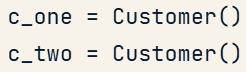 c_one = Customer()
c_two = Customer()